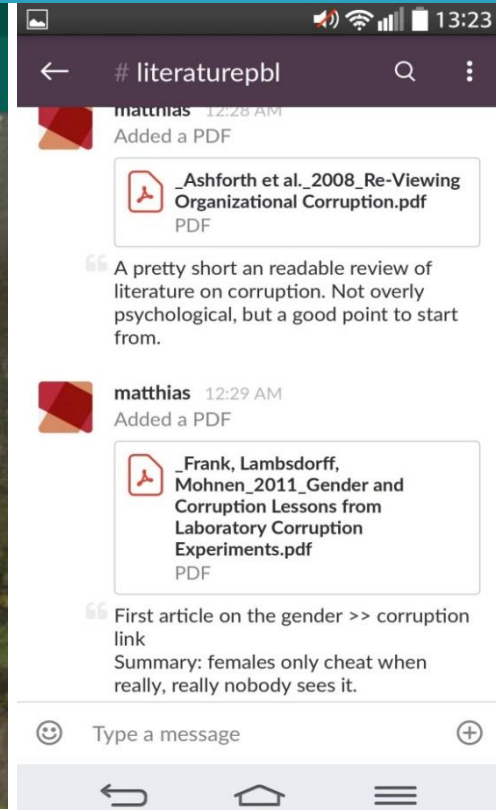 13:23
# literaturepbl
matthias 12:28 AM
Added a PDF
_Ashforth et al._2008_Re-Viewing
Organizational Corruption.pdf
PDF
A pretty short an readable review of
literature on corruption. Not overly
psychological, but a good point to start
from.
matthias 12:29 AM
Added a PDF
_Frank, Lambsdorff,
Mohnen_2011_Gender and
Corruption Lessons from
Laboratory Corruption
Experiments.pdf
PDF
First article on the gender >> corruption
link
Summary: females only cheat when
really, really nobody sees it.
Type a message